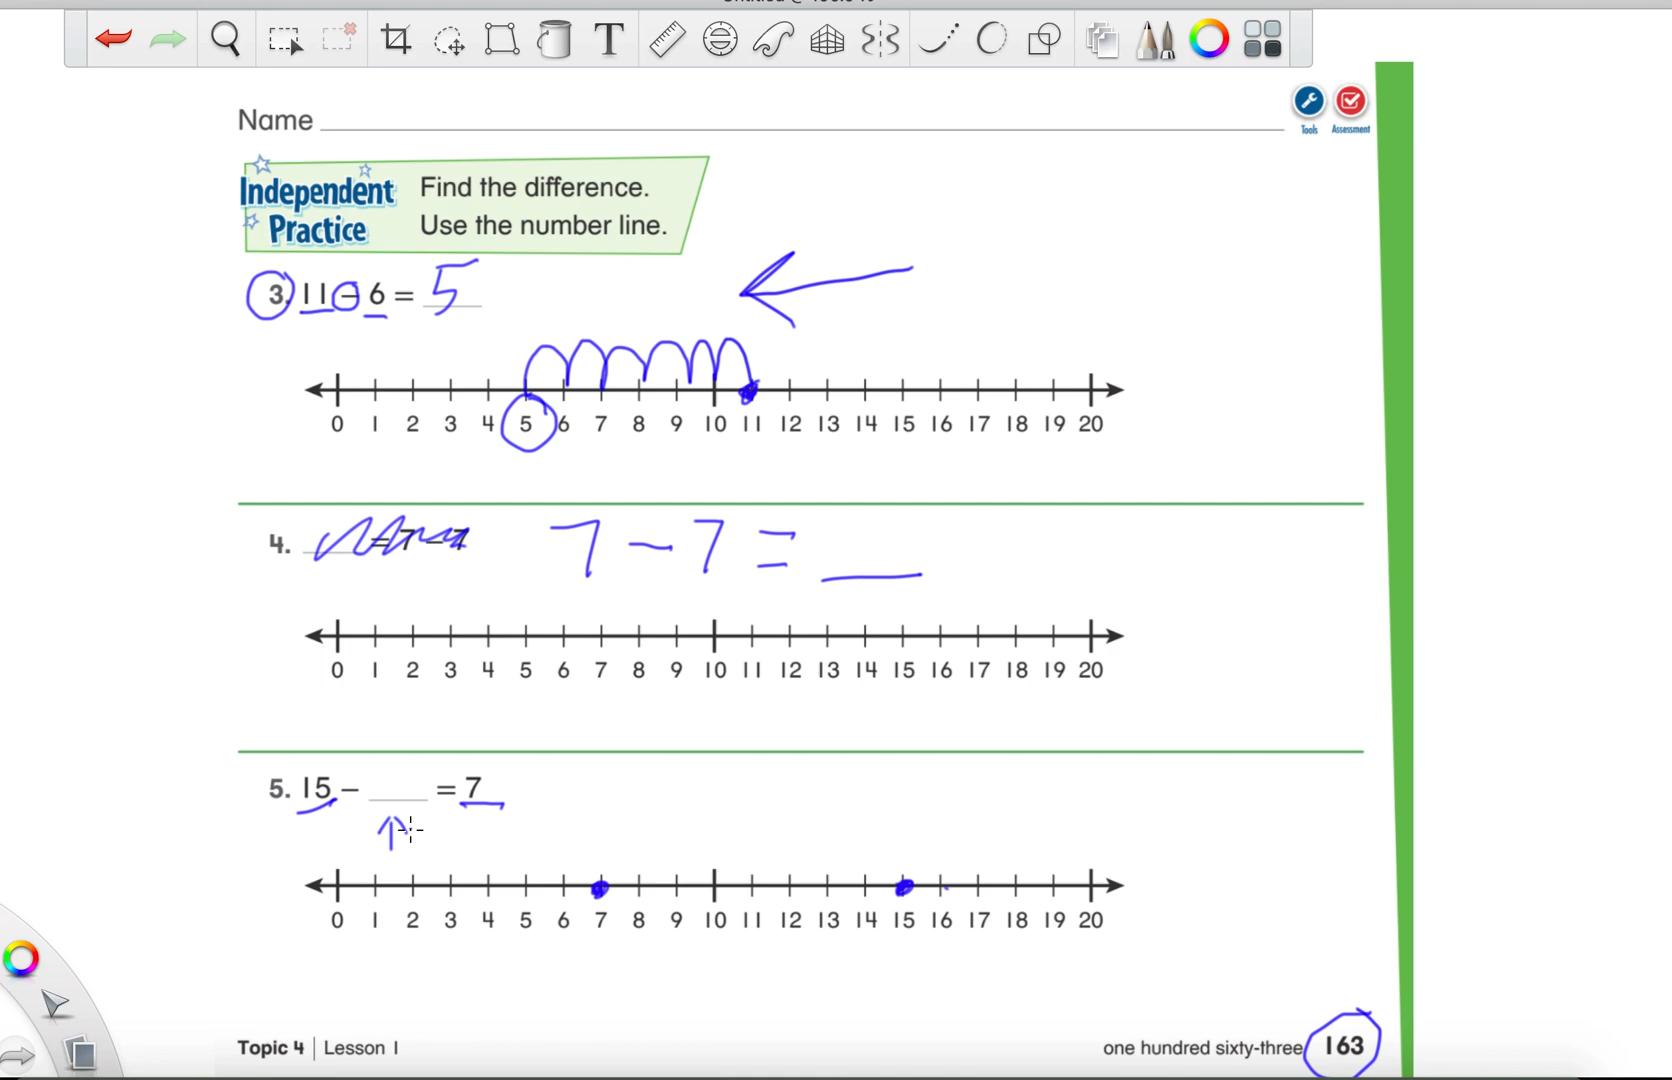 Name
Tools Assessment
Independent Practice
Find the difference.
Use the number line.
3. 11 – 6 = 5
0 1 2 3 4 5 6 7 8 9 10 11 12 13 14 15 16 17 18 19 20
4. = 7 – 7 7 – 7 =
0 1 2 3 4 5 6 7 8 9 10 11 12 13 14 15 16 17 18 19 20
5. 15 – = 7
0 1 2 3 4 5 6 7 8 9 10 11 12 13 14 15 16 17 18 19 20
Topic 4 | Lesson 1
one hundred sixty-three 163